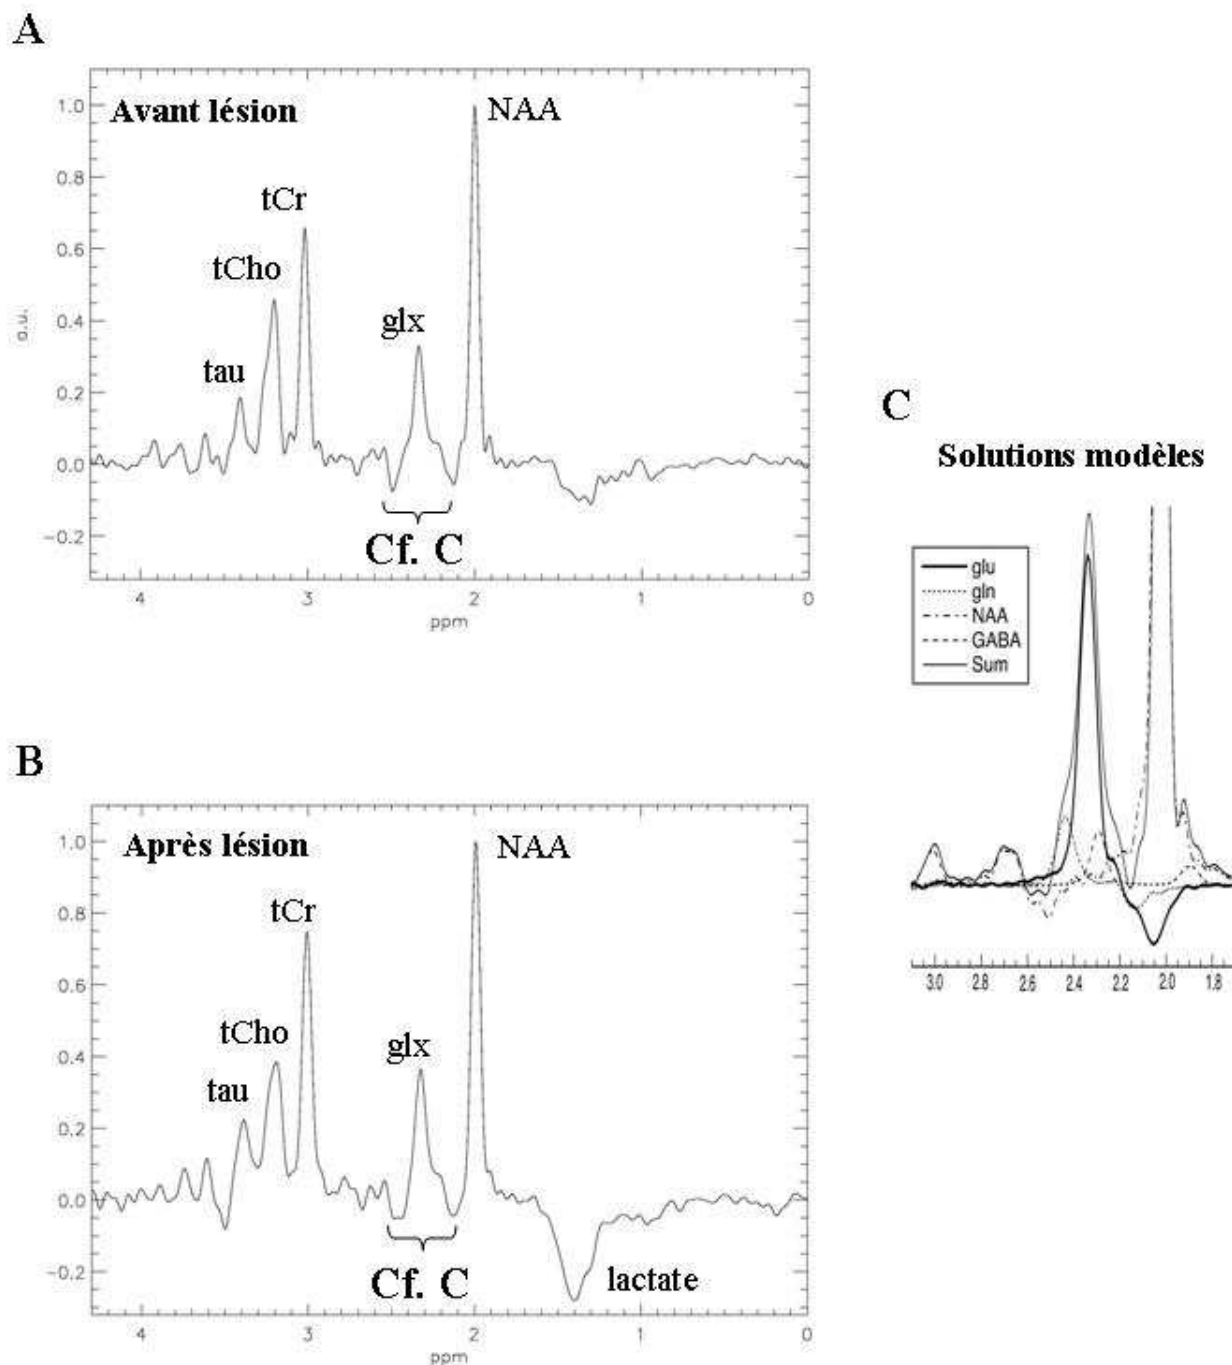 A
Avant lésion
NAA
tCr
tCho
glx
tau
1.0
0.8
0.6
0.4
0.2
0.0
−0.2
a.u.
Cf. C
4 3 2 1 0
ppm
C
Solutions modèles
glu
gln
NAA
GABA
Sum
3.0 2.8 2.6 2.4 2.2 2.0 1.8
B
Après lésion
NAA
tCr
tCho
glx
tau
1.0
0.8
0.6
0.4
0.2
0.0
−0.2
Cf. C
lactate
4 3 2 1 0
ppm